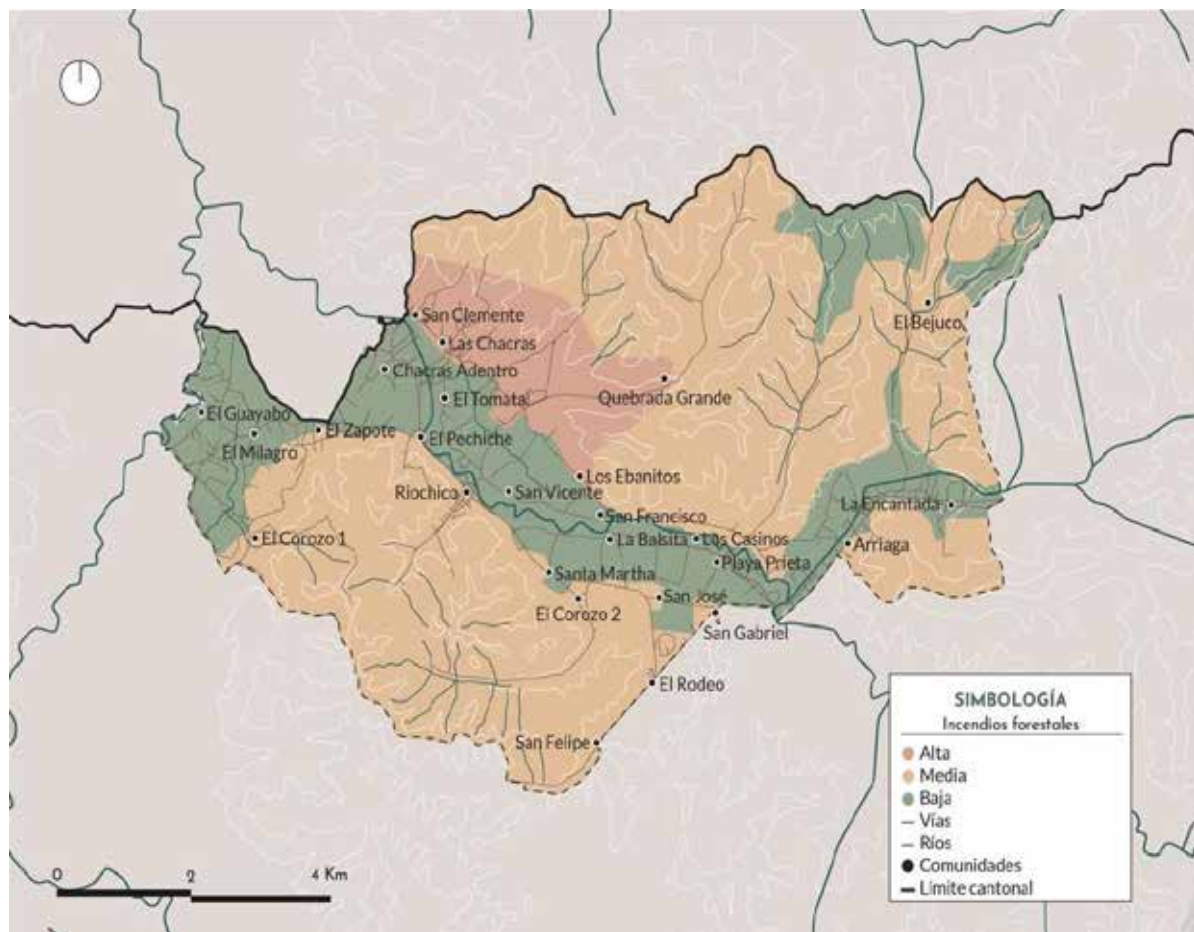 San Clemente
Las Chacras
El Bejuco
Chacras Adentro
Quebrada Grande
El Tomatal
El Guayabo
El Zapote
El Milagro
El Pechiche
Los Ebanitos
Riochico
San Vicente
La Encantada
San Francisco
El Corozo 1
La Balsita
Los Casinos
Arriaga
Playa Prieta
Santa Martha
El Corozo 2
San José
San Gabriel
El Rodeo
San Felipe
SIMBOLOGÍA
Incendios forestales
Alta
Media
Baja
Vías
Ríos
Comunidades
Limite cantonal
0 2 4 Km